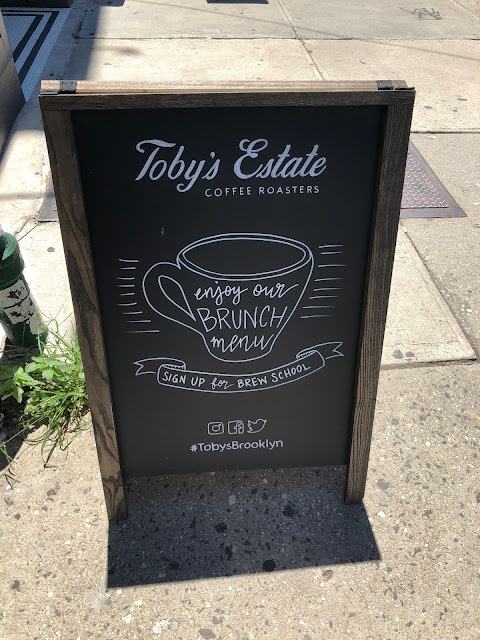 Toby's Estate
COFFEE ROASTERS
enjoy our
BRUNCH
menu
SIGN UP for BREW SCHOOL
#TobysBrooklyn